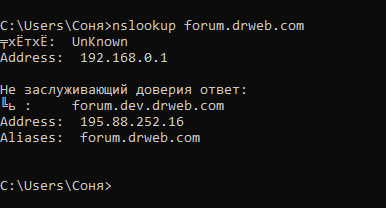 C:\Users\Соня>nslookup forum.drweb.com
╤хЁтхЁ:  UnKnown
Address:  192.168.0.1
Не заслуживающий доверия ответ:
╚ь :     forum.dev.drweb.com
Address:  195.88.252.16
Aliases:  forum.drweb.com
C:\Users\Соня>